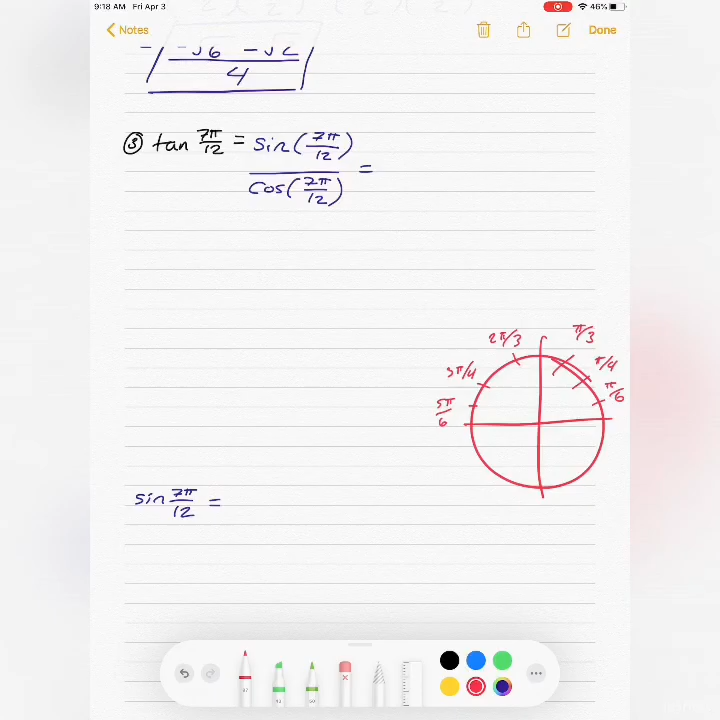 9:18 AM Fri Apr 3
46%
Notes
Done
4
③ tan 7π/12 = sin(7π/12)/cos(7π/12) =
2π/3
π/3
3π/4
π/4
5π/6
π/6
sin 7π/12 =